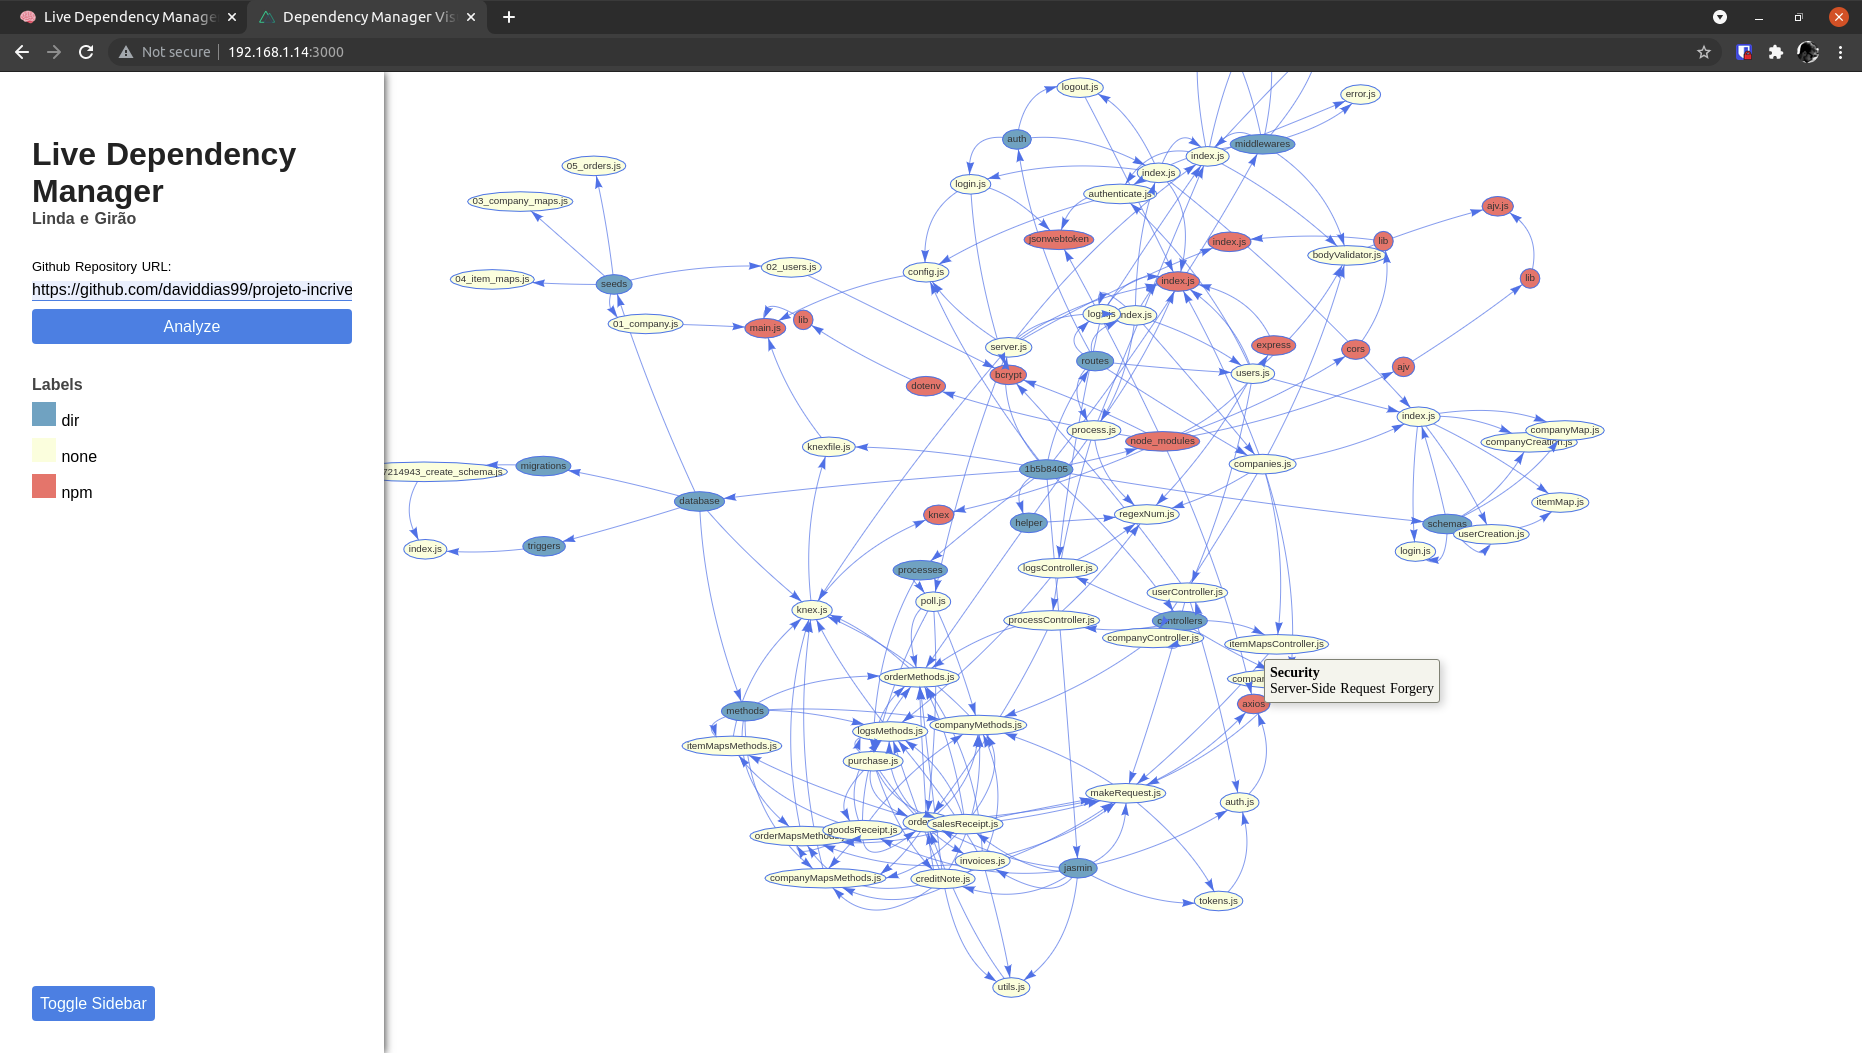 Live Dependency Manage
Dependency Manager Vis
Not secure
192.168.1.14:3000
Live Dependency
Manager
Linda e Girão
Github Repository URL:
https://github.com/daviddias99/projeto-incrive
Analyze
Labels
dir
none
npm
Toggle Sidebar
logout.js
error.js
auth
middlewares
index.js
05_orders.js
index.js
login.js
authenticate.js
03_company_maps.js
ajv.js
jsonwebtoken
index.js
lib
bodyValidator.js
02_users.js
config.js
04_item_maps.js
seeds
index.js
lib
01_company.js
main.js
lib
index.js
server.js
express
cors
routes
ajv
bcrypt
users.js
dotenv
index.js
process.js
companyMap.js
companyCreation.js
node_modules
knexfile.js
companies.js
migrations
1b5b8405
7214943_create_schema.js
database
itemMap.js
knex
helper
regexNum.js
schemas
userCreation.js
index.js
triggers
login.js
processes
logsController.js
poll.js
userController.js
knex.js
processController.js
controllers
companyController.js
itemMapsController.js
Security
Server-Side Request Forgery
orderMethods.js
compa
axios
methods
companyMethods.js
logsMethods.js
itemMapsMethods.js
purchase.js
makeRequest.js
auth.js
orde
salesReceipt.js
goodsReceipt.js
orderMapsMethods
invoices.js
jasmin
companyMapsMethods.js
creditNote.js
tokens.js
utils.js